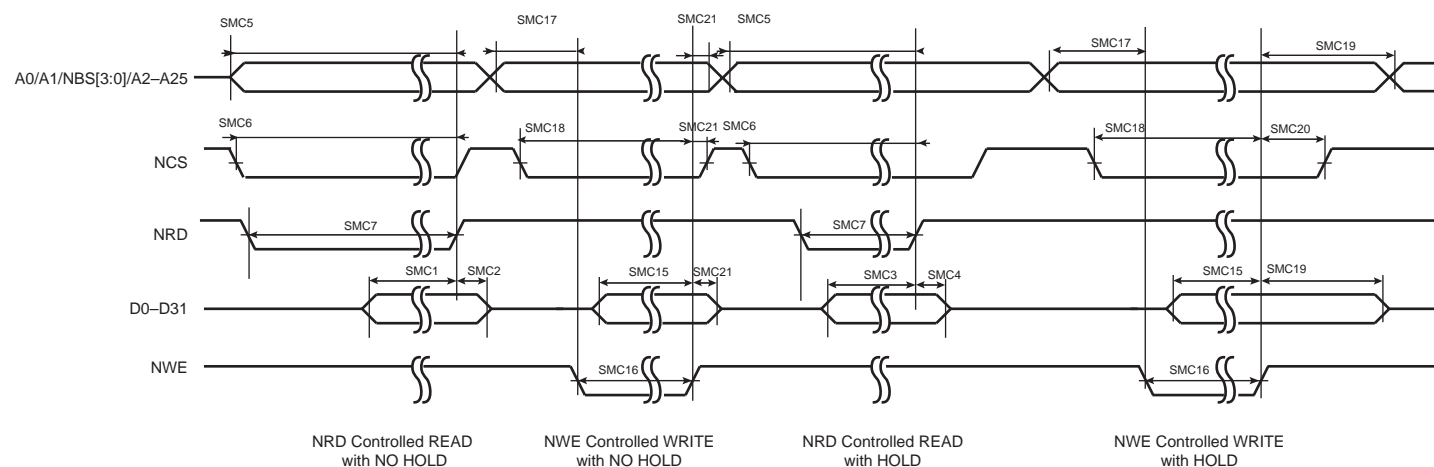 SMC5
SMC17
SMC21
SMC5
SMC17
SMC19
A0/A1/NBS[3:0]/A2–A25
SMC6
SMC18
SMC21
SMC6
SMC18
SMC20
NCS
SMC7
SMC7
NRD
SMC1
SMC2
SMC15
SMC21
SMC3
SMC4
SMC15
SMC19
D0–D31
NWE
SMC16
SMC16
NRD Controlled READ
with NO HOLD
NWE Controlled WRITE
with NO HOLD
NRD Controlled READ
with HOLD
NWE Controlled WRITE
with HOLD